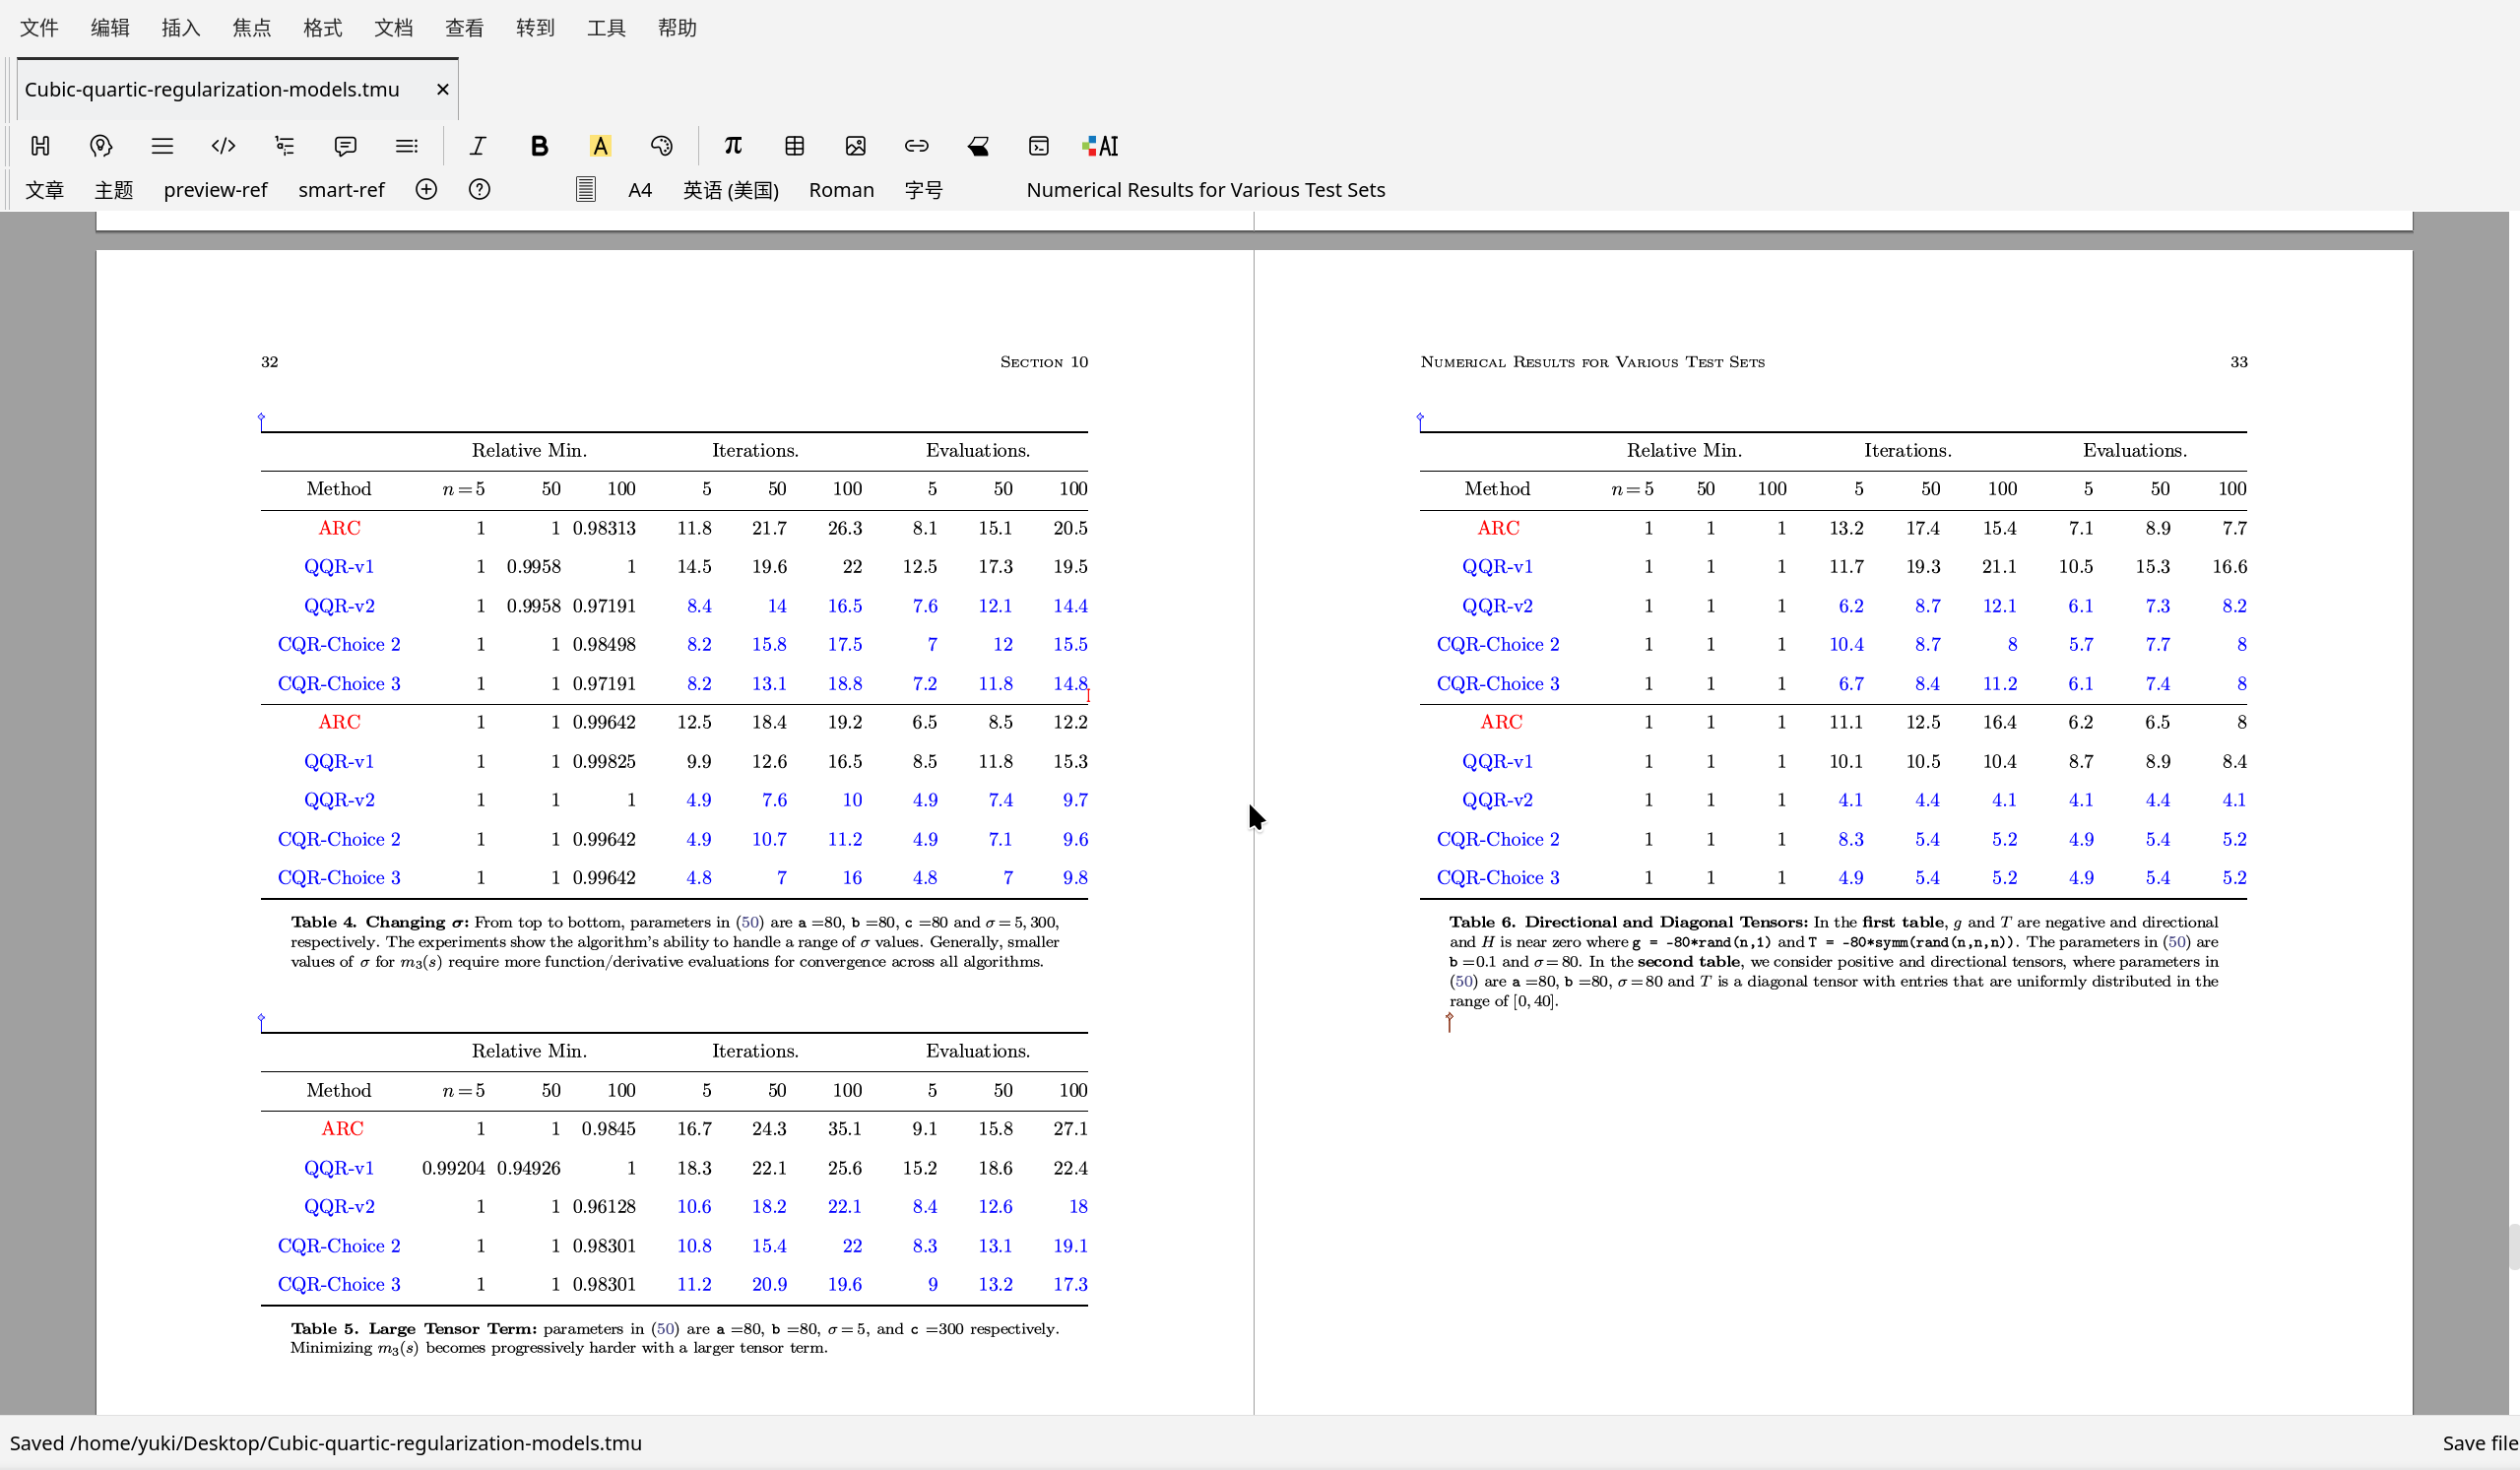 文件 编辑 插入 焦点 格式 文档 查看 转到 工具 帮助
Cubic-quartic-regularization-models.tmu ✕
AI
文章 主题 preview-ref smart-ref A4 英语 (美国) Roman 字号 Numerical Results for Various Test Sets
32 Section 10
Relative Min. Iterations. Evaluations.
Method n = 5 50 100 5 50 100 5 50 100
ARC 1 1 0.98313 11.8 21.7 26.3 8.1 15.1 20.5
QQR-v1 1 0.9958 1 14.5 19.6 22 12.5 17.3 19.5
QQR-v2 1 0.9958 0.97191 8.4 14 16.5 7.6 12.1 14.4
CQR-Choice 2 1 1 0.98498 8.2 15.8 17.5 7 12 15.5
CQR-Choice 3 1 1 0.97191 8.2 13.1 18.8 7.2 11.8 14.8
ARC 1 1 0.99642 12.5 18.4 19.2 6.5 8.5 12.2
QQR-v1 1 1 0.99825 9.9 12.6 16.5 8.5 11.8 15.3
QQR-v2 1 1 1 4.9 7.6 10 4.9 7.4 9.7
CQR-Choice 2 1 1 0.99642 4.9 10.7 11.2 4.9 7.1 9.6
CQR-Choice 3 1 1 0.99642 4.8 7 16 4.8 7 9.8
Table 4. Changing σ: From top to bottom, parameters in (50) are a =80, b =80, c =80 and σ = 5, 300,
respectively. The experiments show the algorithm's ability to handle a range of σ values. Generally, smaller
values of σ for m₃(s) require more function/derivative evaluations for convergence across all algorithms.
Relative Min. Iterations. Evaluations.
Method n = 5 50 100 5 50 100 5 50 100
ARC 1 1 0.9845 16.7 24.3 35.1 9.1 15.8 27.1
QQR-v1 0.99204 0.94926 1 18.3 22.1 25.6 15.2 18.6 22.4
QQR-v2 1 1 0.96128 10.6 18.2 22.1 8.4 12.6 18
CQR-Choice 2 1 1 0.98301 10.8 15.4 22 8.3 13.1 19.1
CQR-Choice 3 1 1 0.98301 11.2 20.9 19.6 9 13.2 17.3
Table 5. Large Tensor Term: parameters in (50) are a =80, b =80, σ = 5, and c =300 respectively.
Minimizing m₃(s) becomes progressively harder with a larger tensor term.
Numerical Results for Various Test Sets 33
Relative Min. Iterations. Evaluations.
Method n = 5 50 100 5 50 100 5 50 100
ARC 1 1 1 13.2 17.4 15.4 7.1 8.9 7.7
QQR-v1 1 1 1 11.7 19.3 21.1 10.5 15.3 16.6
QQR-v2 1 1 1 6.2 8.7 12.1 6.1 7.3 8.2
CQR-Choice 2 1 1 1 10.4 8.7 8 5.7 7.7 8
CQR-Choice 3 1 1 1 6.7 8.4 11.2 6.1 7.4 8
ARC 1 1 1 11.1 12.5 16.4 6.2 6.5 8
QQR-v1 1 1 1 10.1 10.5 10.4 8.7 8.9 8.4
QQR-v2 1 1 1 4.1 4.4 4.1 4.1 4.4 4.1
CQR-Choice 2 1 1 1 8.3 5.4 5.2 4.9 5.4 5.2
CQR-Choice 3 1 1 1 4.9 5.4 5.2 4.9 5.4 5.2
Table 6. Directional and Diagonal Tensors: In the first table, g and T are negative and directional
and H is near zero where g = -80*rand(n,1) and T = -80*symm(rand(n,n,n)). The parameters in (50) are
b =0.1 and σ = 80. In the second table, we consider positive and directional tensors, where parameters in
(50) are a =80, b =80, σ = 80 and T is a diagonal tensor with entries that are uniformly distributed in the
range of [0, 40].
Saved /home/yuki/Desktop/Cubic-quartic-regularization-models.tmu Save file